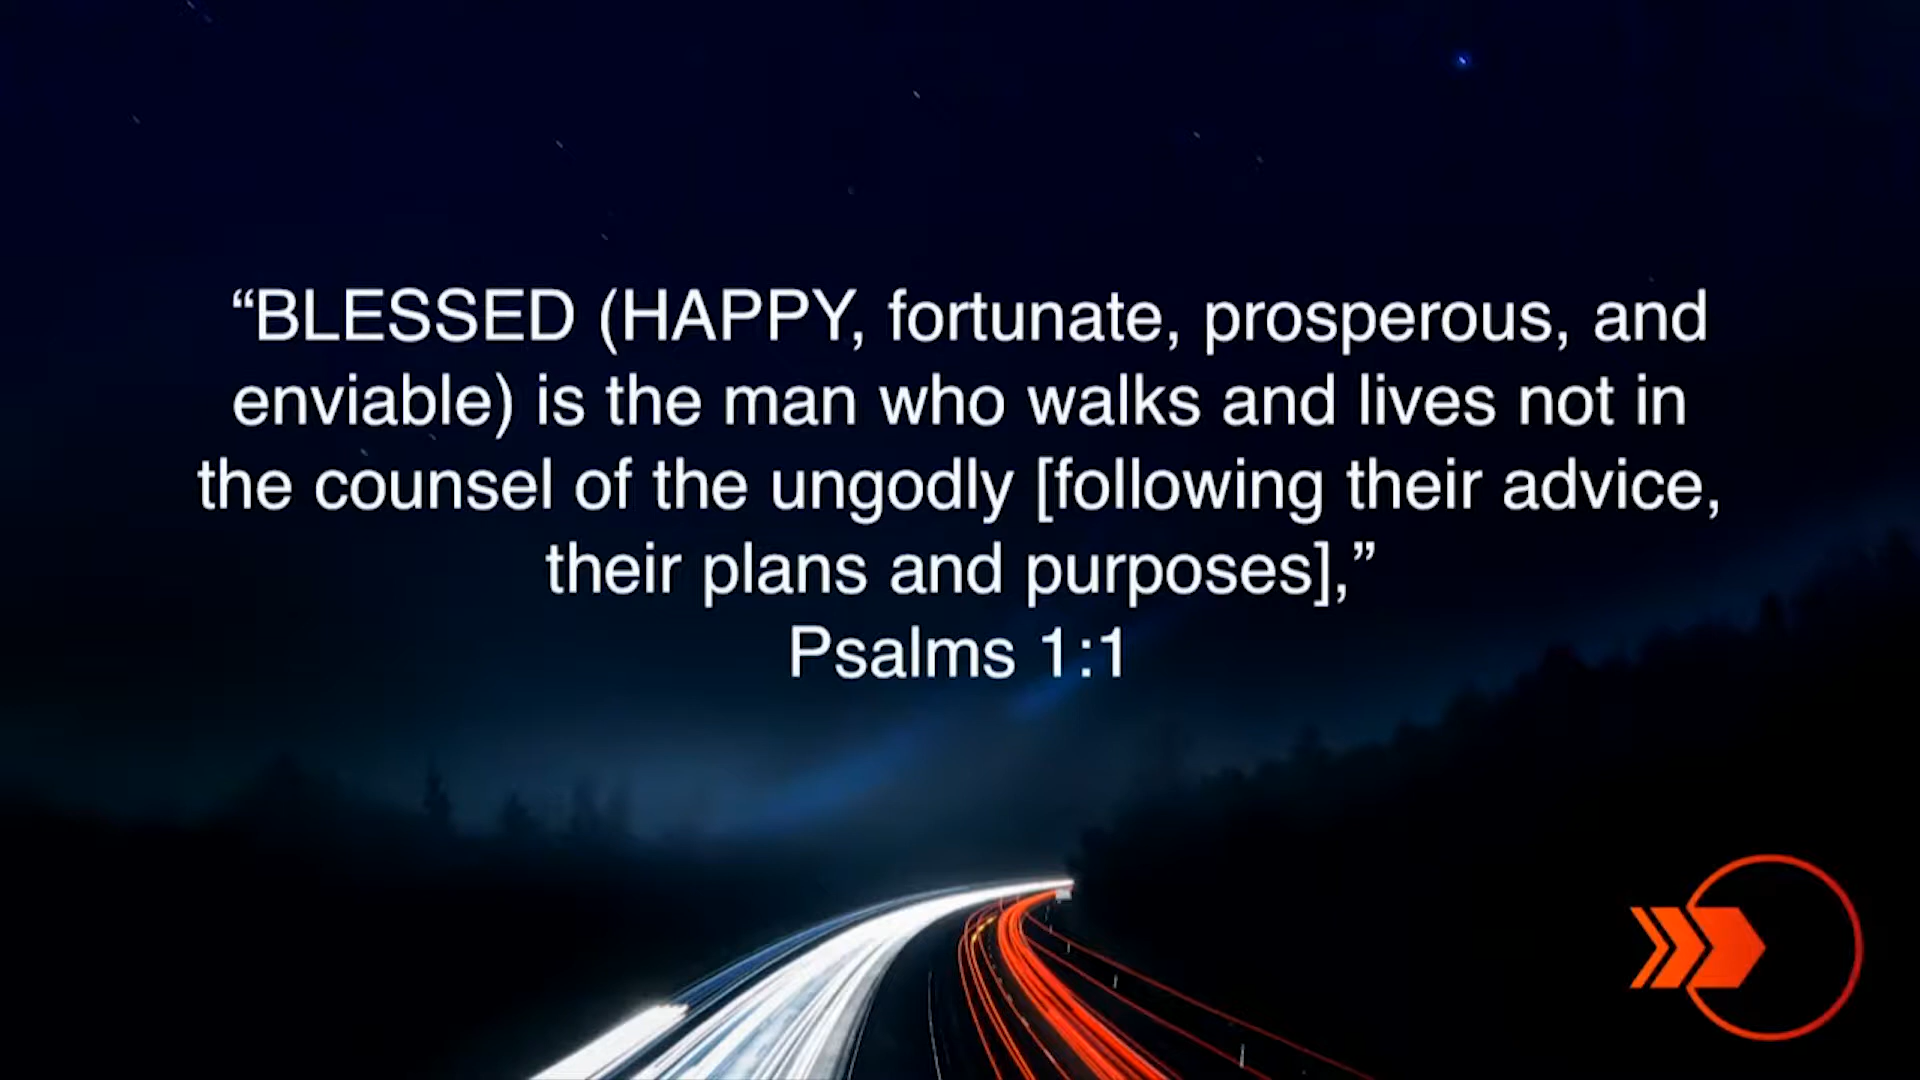 “BLESSED (HAPPY, fortunate, prosperous, and
enviable) is the man who walks and lives not in
the counsel of the ungodly [following their advice,
their plans and purposes],”
Psalms 1:1